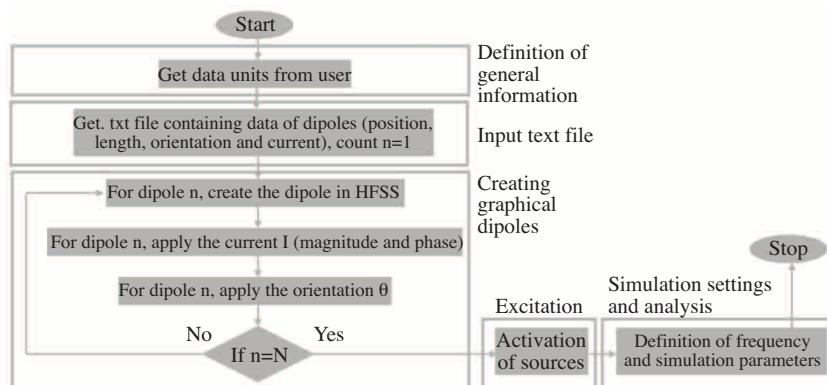 Start
Definition of
general
information
Get data units from user
Get. txt file containing data of dipoles (position,
length, orientation and current), count n=1
Input text file
Creating
graphical
dipoles
For dipole n, create the dipole in HFSS
For dipole n, apply the current I (magnitude and phase)
For dipole n, apply the orientation θ
If n=N
No
Yes
Excitation
Activation
of sources
Simulation settings
and analysis
Definition of frequency
and simulation parameters
Stop